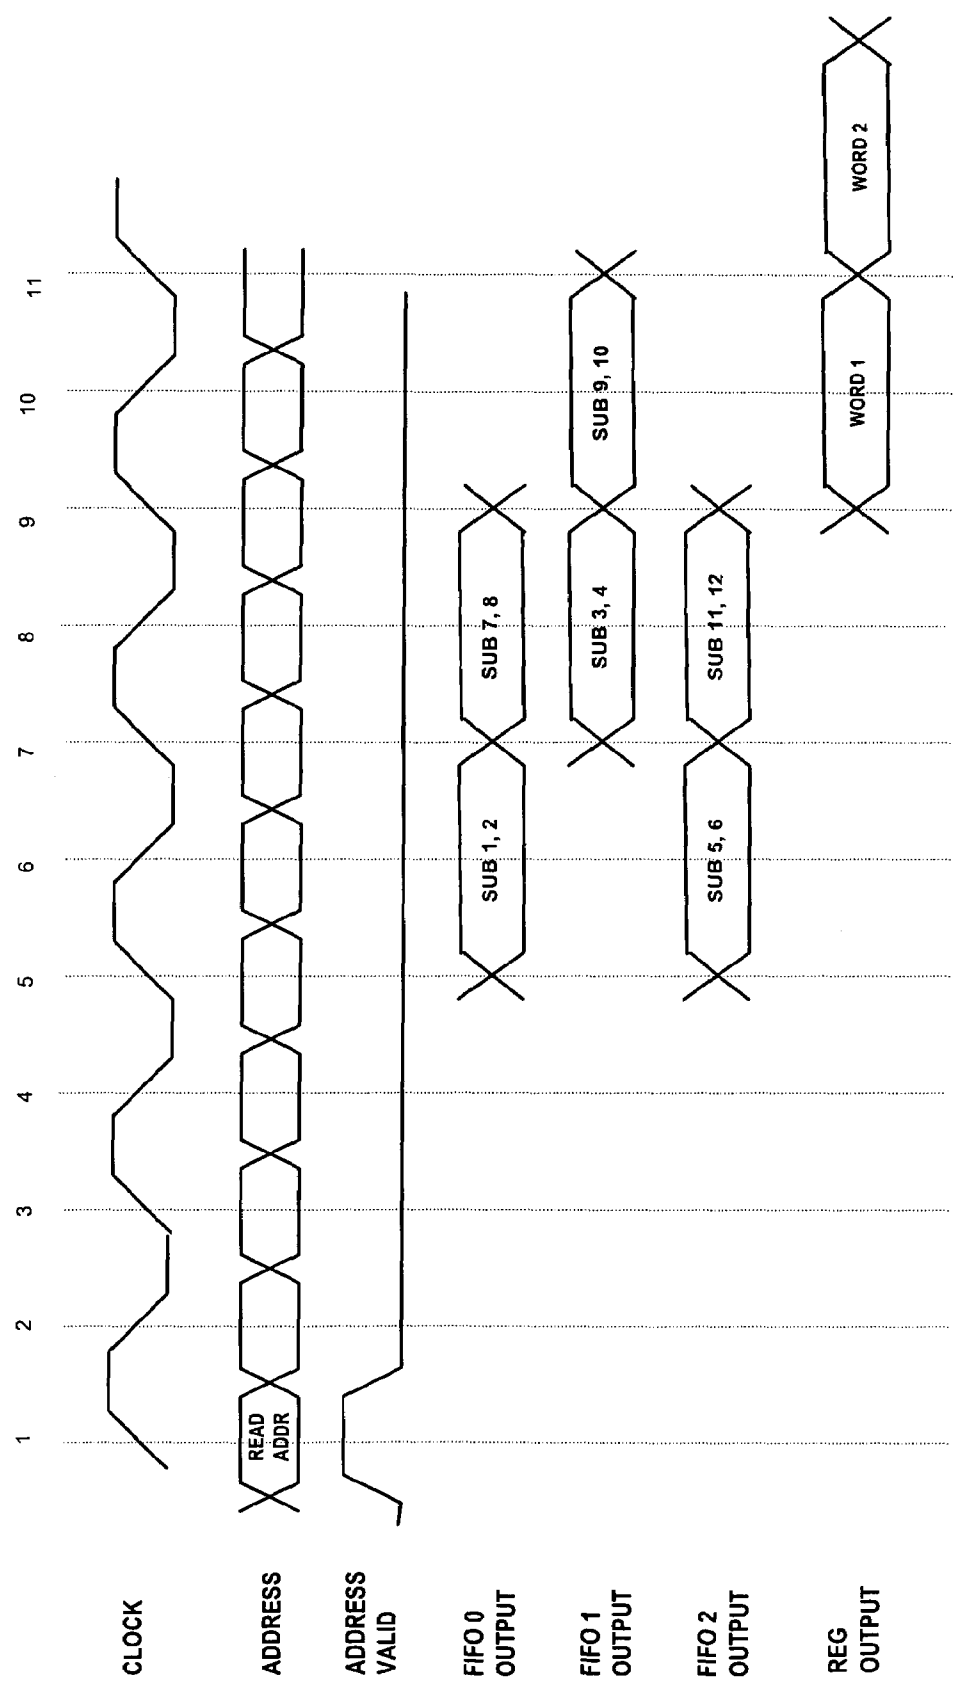 1 2 3 4 5 6 7 8 9 10 11
CLOCK
ADDRESS
READ
ADDR
ADDRESS
VALID
FIFO 0
OUTPUT
SUB 1, 2
SUB 7, 8
FIFO 1
OUTPUT
SUB 3, 4
SUB 9, 10
FIFO 2
OUTPUT
SUB 5, 6
SUB 11, 12
REG
OUTPUT
WORD 1
WORD 2